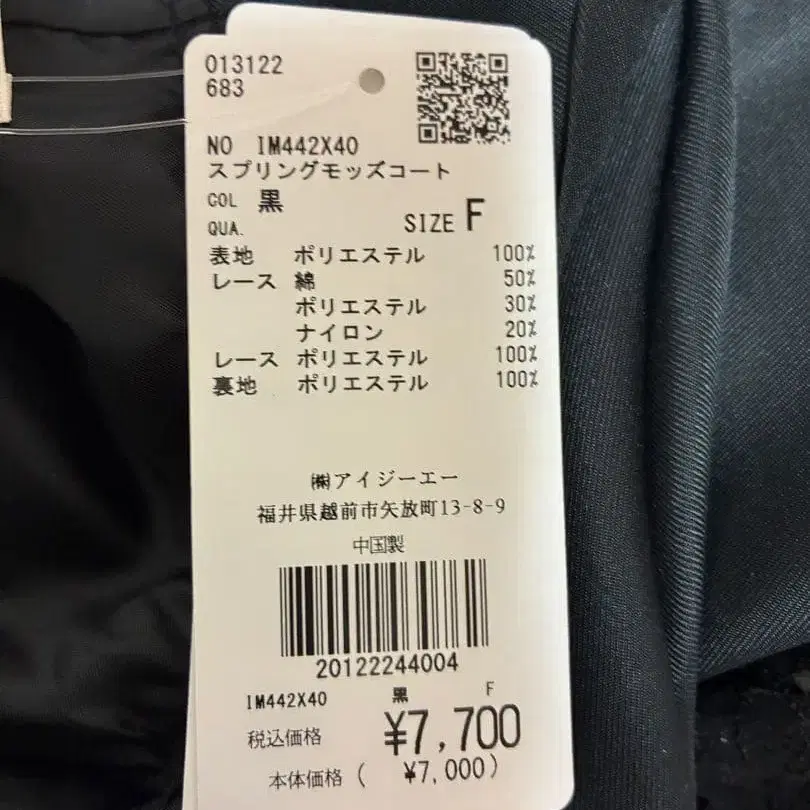 013122
683
NO IM442X40
スプリングモッズコート
COL 黒
QUA. SIZE F
表地 ポリエステル 100%
レース 綿 50%
ポリエステル 30%
ナイロン 20%
レース ポリエステル 100%
裏地 ポリエステル 100%
㈱アイジーエー
福井県越前市矢放町13-8-9
中国製
20122244004
IM442X40 黒 F
税込価格 ¥7,700
本体価格( ¥7,000)